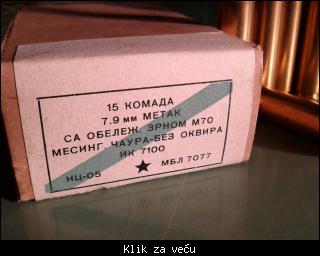 15 КОМАДА
7.9 мм МЕТАК
СА ОБЕЛЕЖ. ЗРНОМ М70
МЕСИНГ. ЧАУРА-БЕЗ ОКВИРА
ИК 7100
НЦ-05 ★ МБЛ 7077
Klik za veću